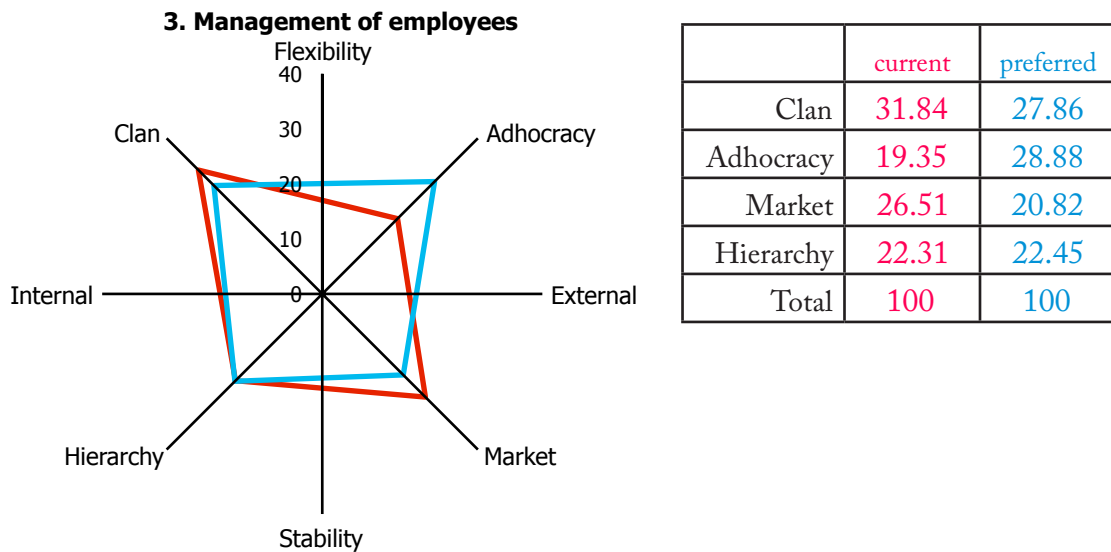 3. Management of employees
Flexibility
40
30
20
10
0
Clan
Adhocracy
Internal
External
Hierarchy
Market
Stability
current preferred
Clan 31.84 27.86
Adhocracy 19.35 28.88
Market 26.51 20.82
Hierarchy 22.31 22.45
Total 100 100